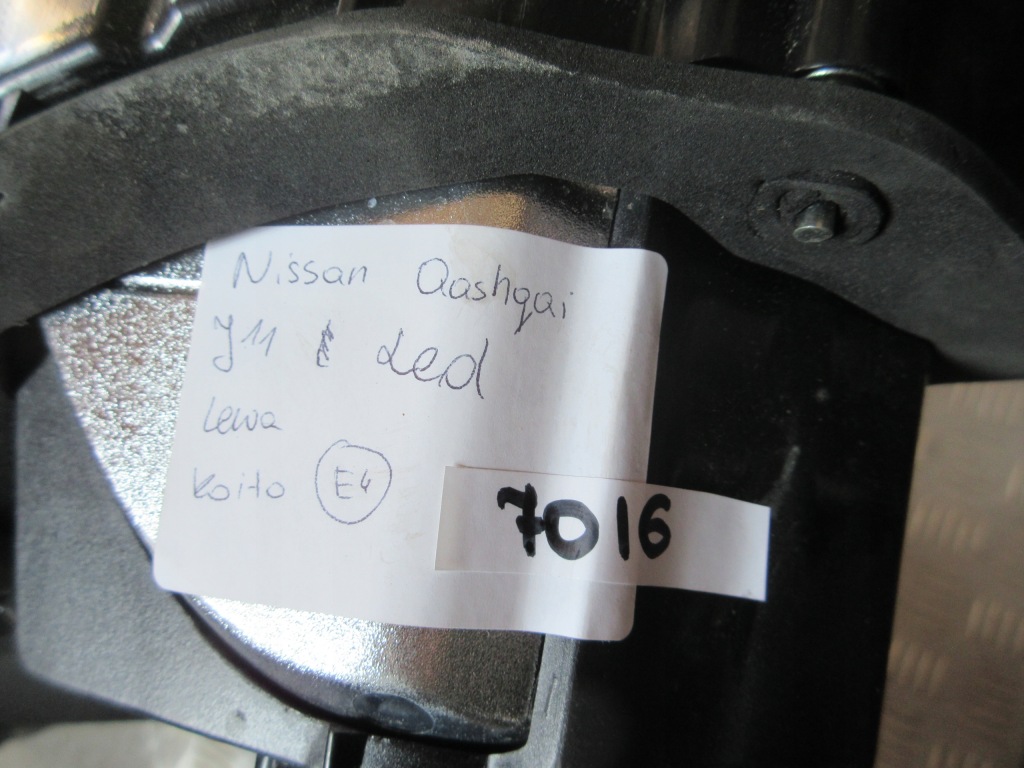 Nissan Qashqai
J11 Led
Lewa
Koito E4
7016